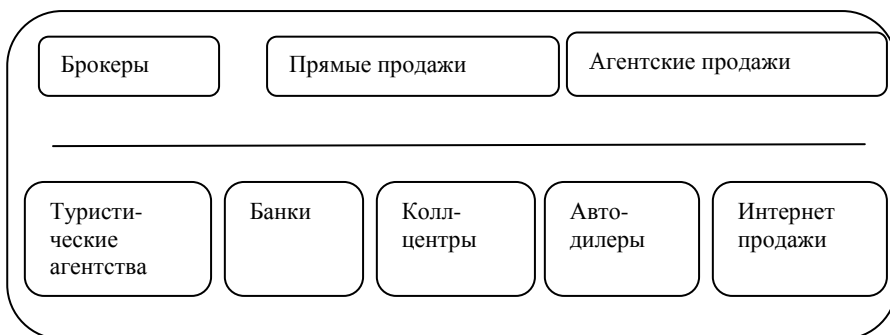 Брокеры
Прямые продажи
Агентские продажи
Туристи-
ческие
агентства
Банки
Колл-
центры
Авто-
дилеры
Интернет
продажи